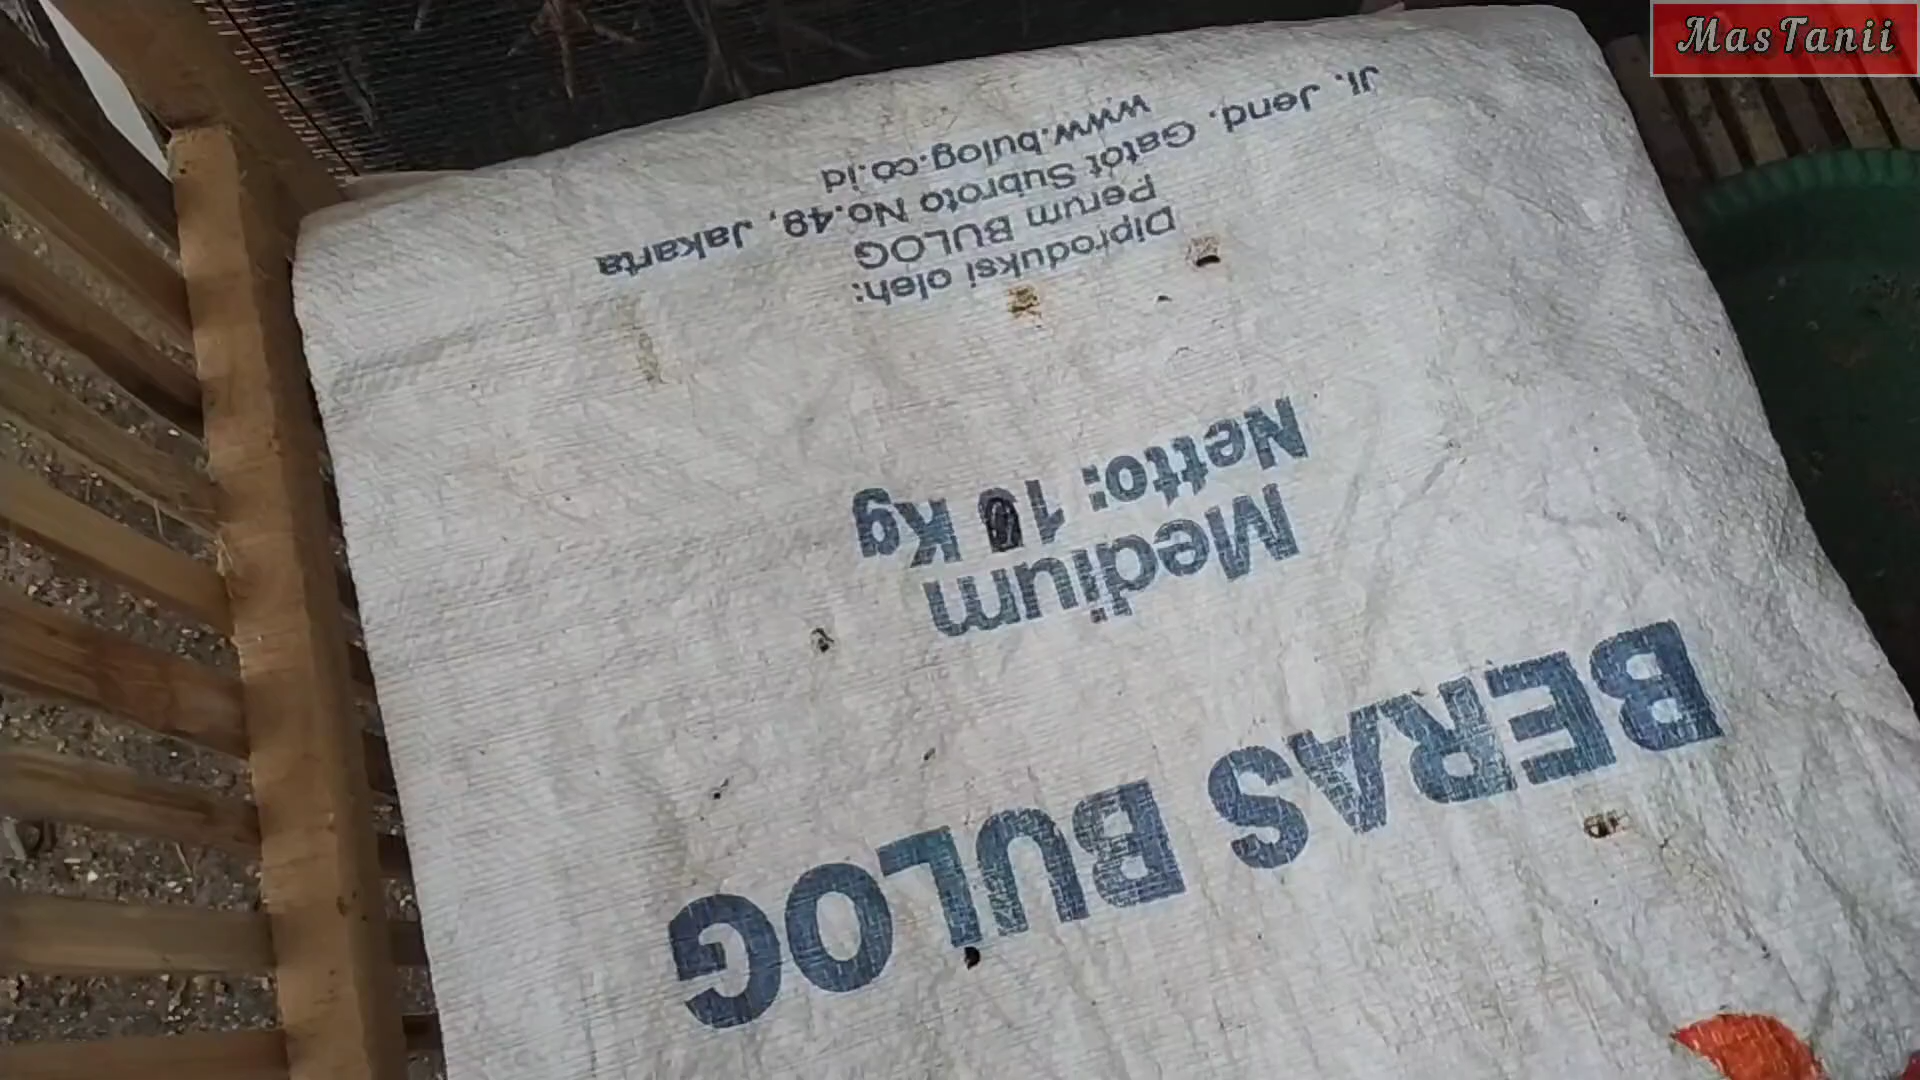 MasTanii
BERAS BULOG
Medium
Netto: 10 Kg
Diproduksi oleh:
Perum BULOG
Jl. Jend. Gatot Subroto No.49, Jakarta
www.bulog.co.id